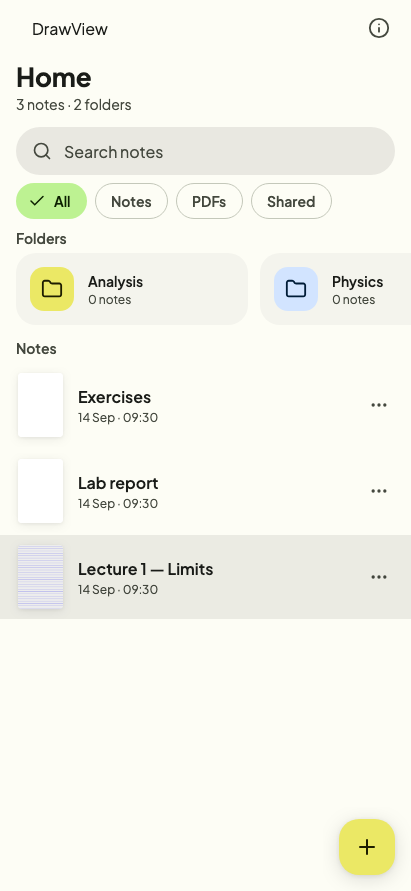 DrawView
Home
3 notes · 2 folders
Search notes
All
Notes
PDFs
Shared
Folders
Analysis
0 notes
Physics
0 notes
Notes
Exercises
14 Sep · 09:30
Lab report
14 Sep · 09:30
Lecture 1 — Limits
14 Sep · 09:30